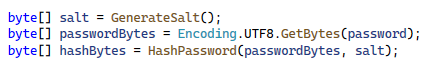 byte[] salt = GenerateSalt();
byte[] passwordBytes = Encoding.UTF8.GetBytes(password);
byte[] hashBytes = HashPassword(passwordBytes, salt);